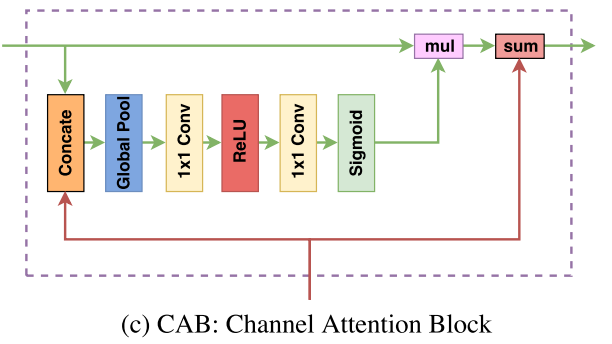 mul
sum
Concate
Global Pool
1x1 Conv
ReLU
1x1 Conv
Sigmoid
(c) CAB: Channel Attention Block